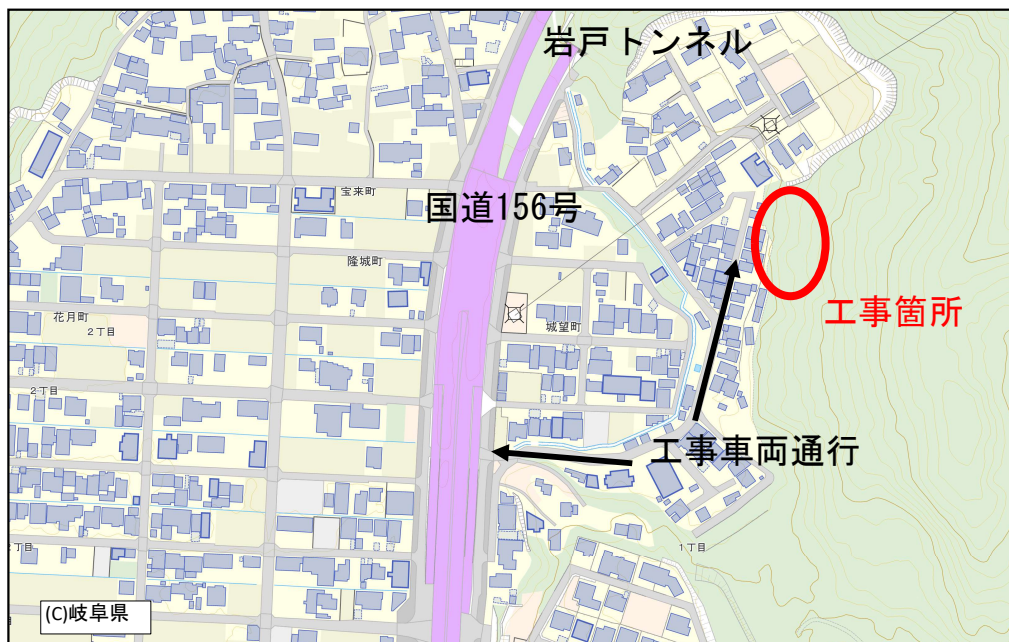 岩戸トンネル
宝来町
国道156号
隆城町
工事箇所
花月町
2丁目
城望町
2丁目
工事車両通行
2丁目
1丁目
(C)岐阜県